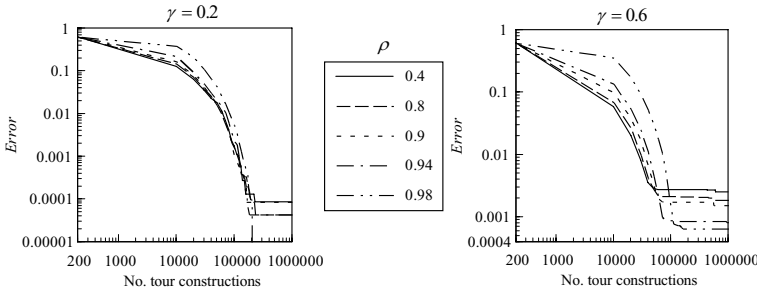 γ = 0.2
1
0.1
0.01
0.001
0.0001
0.00001
Error
200 1000 10000 100000 1000000
No. tour constructions
ρ
0.4
0.8
0.9
0.94
0.98
γ = 0.6
1
0.1
0.01
0.001
0.0004
Error
200 1000 10000 100000 1000000
No. tour constructions